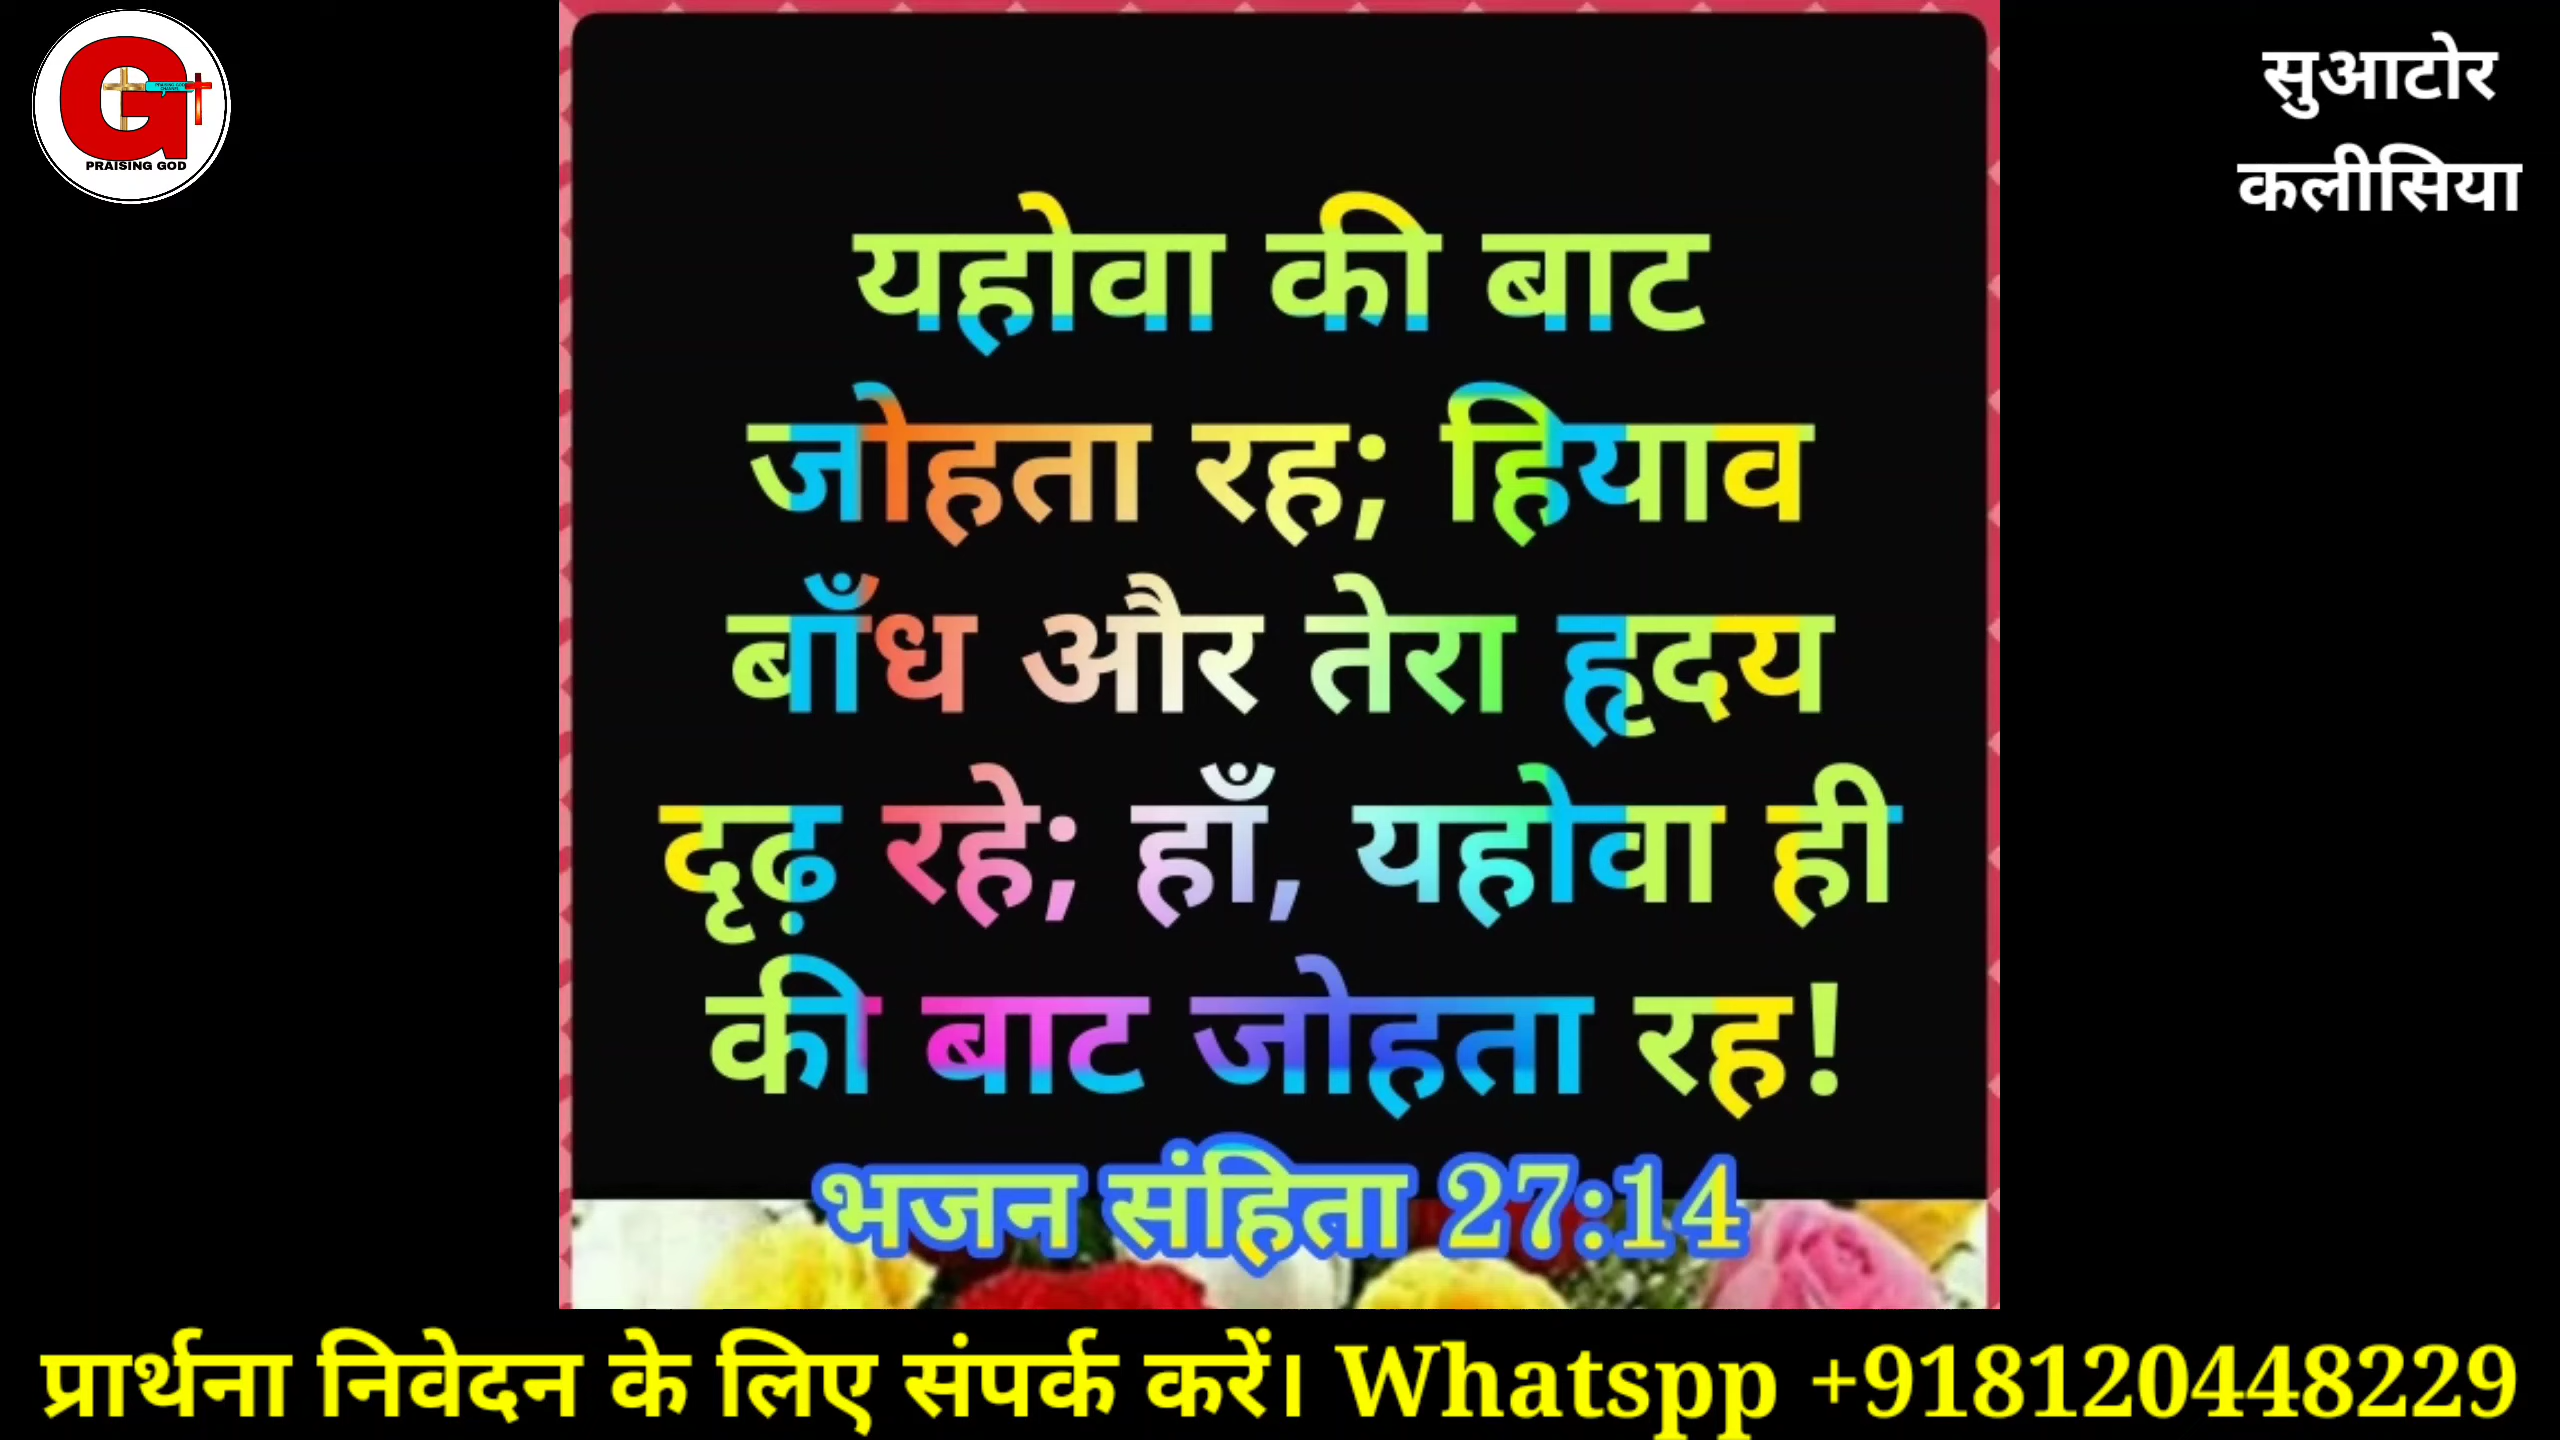 PRAISING GOD
सुआटोर
कलीसिया
यहोवा की बाट
जोहता रह; हियाव
बाँध और तेरा हृदय
दृढ़ रहे; हाँ, यहोवा ही
की बाट जोहता रह!
भजन संहिता 27:14
प्रार्थना निवेदन के लिए संपर्क करें। Whatspp +918120448229